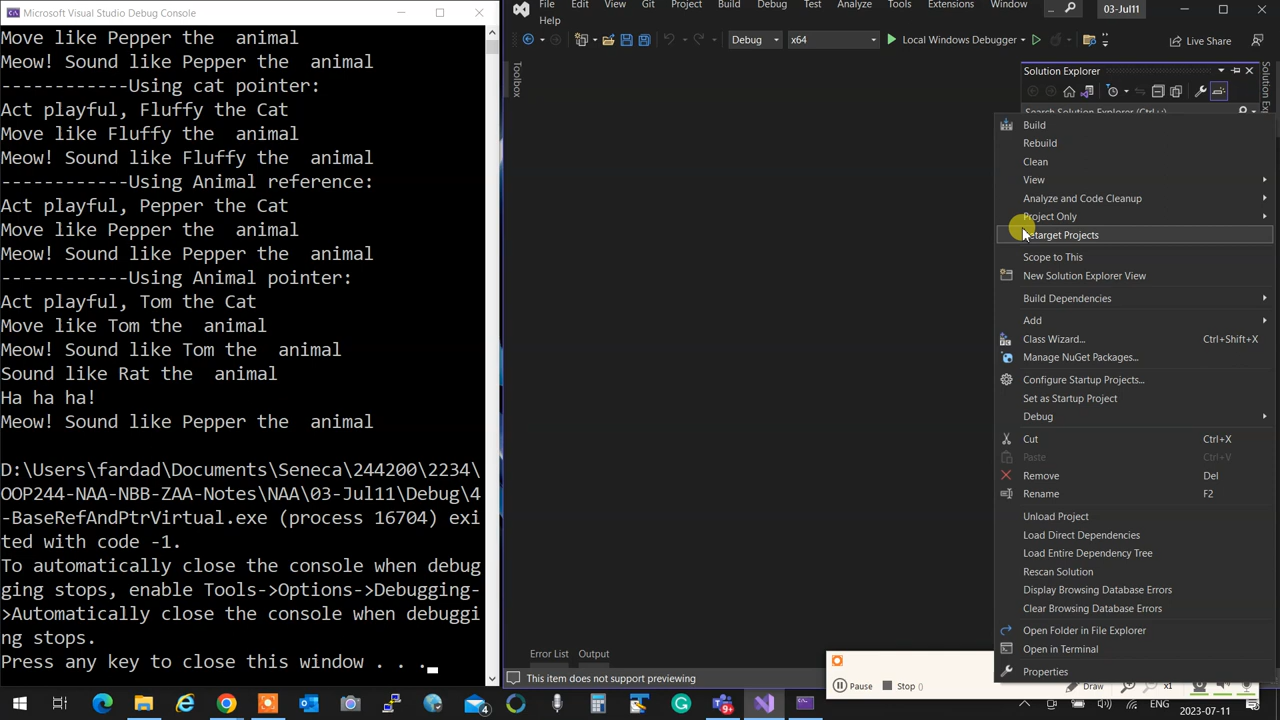 Microsoft Visual Studio Debug Console
Move like Pepper the  animal
Meow! Sound like Pepper the  animal
------------Using cat pointer:
Act playful, Fluffy the Cat
Move like Fluffy the  animal
Meow! Sound like Fluffy the  animal
------------Using Animal reference:
Act playful, Pepper the Cat
Move like Pepper the  animal
Meow! Sound like Pepper the  animal
------------Using Animal pointer:
Act playful, Tom the Cat
Move like Tom the  animal
Meow! Sound like Tom the  animal
Sound like Rat the  animal
Ha ha ha!
Meow! Sound like Pepper the  animal
D:\Users\fardad\Documents\Seneca\244200\2234\
OOP244-NAA-NBB-ZAA-Notes\NAA\03-Jul11\Debug\4
-BaseRefAndPtrVirtual.exe (process 16704) exi
ted with code -1.
To automatically close the console when debug
ging stops, enable Tools->Options->Debugging-
>Automatically close the console when debuggi
ng stops.
Press any key to close this window . . .
File Edit View Git Project Build Debug Test Analyze Tools Extensions Window
Help
... 03-Jul11
Debug x64 Local Windows Debugger Live Share
Toolbox
Solution Explorer
Search Solution Explorer (Ctrl+;)
Build
Rebuild
Clean
View
Analyze and Code Cleanup
Project Only
Retarget Projects
Scope to This
New Solution Explorer View
Build Dependencies
Add
Class Wizard... Ctrl+Shift+X
Manage NuGet Packages...
Configure Startup Projects...
Set as Startup Project
Debug
Cut Ctrl+X
Paste Ctrl+V
Remove Del
Rename F2
Unload Project
Load Direct Dependencies
Load Entire Dependency Tree
Rescan Solution
Display Browsing Database Errors
Clear Browsing Database Errors
Open Folder in File Explorer
Open in Terminal
Properties
Error List Output
This item does not support previewing
Pause Stop () Draw x1
ENG 2023-07-11